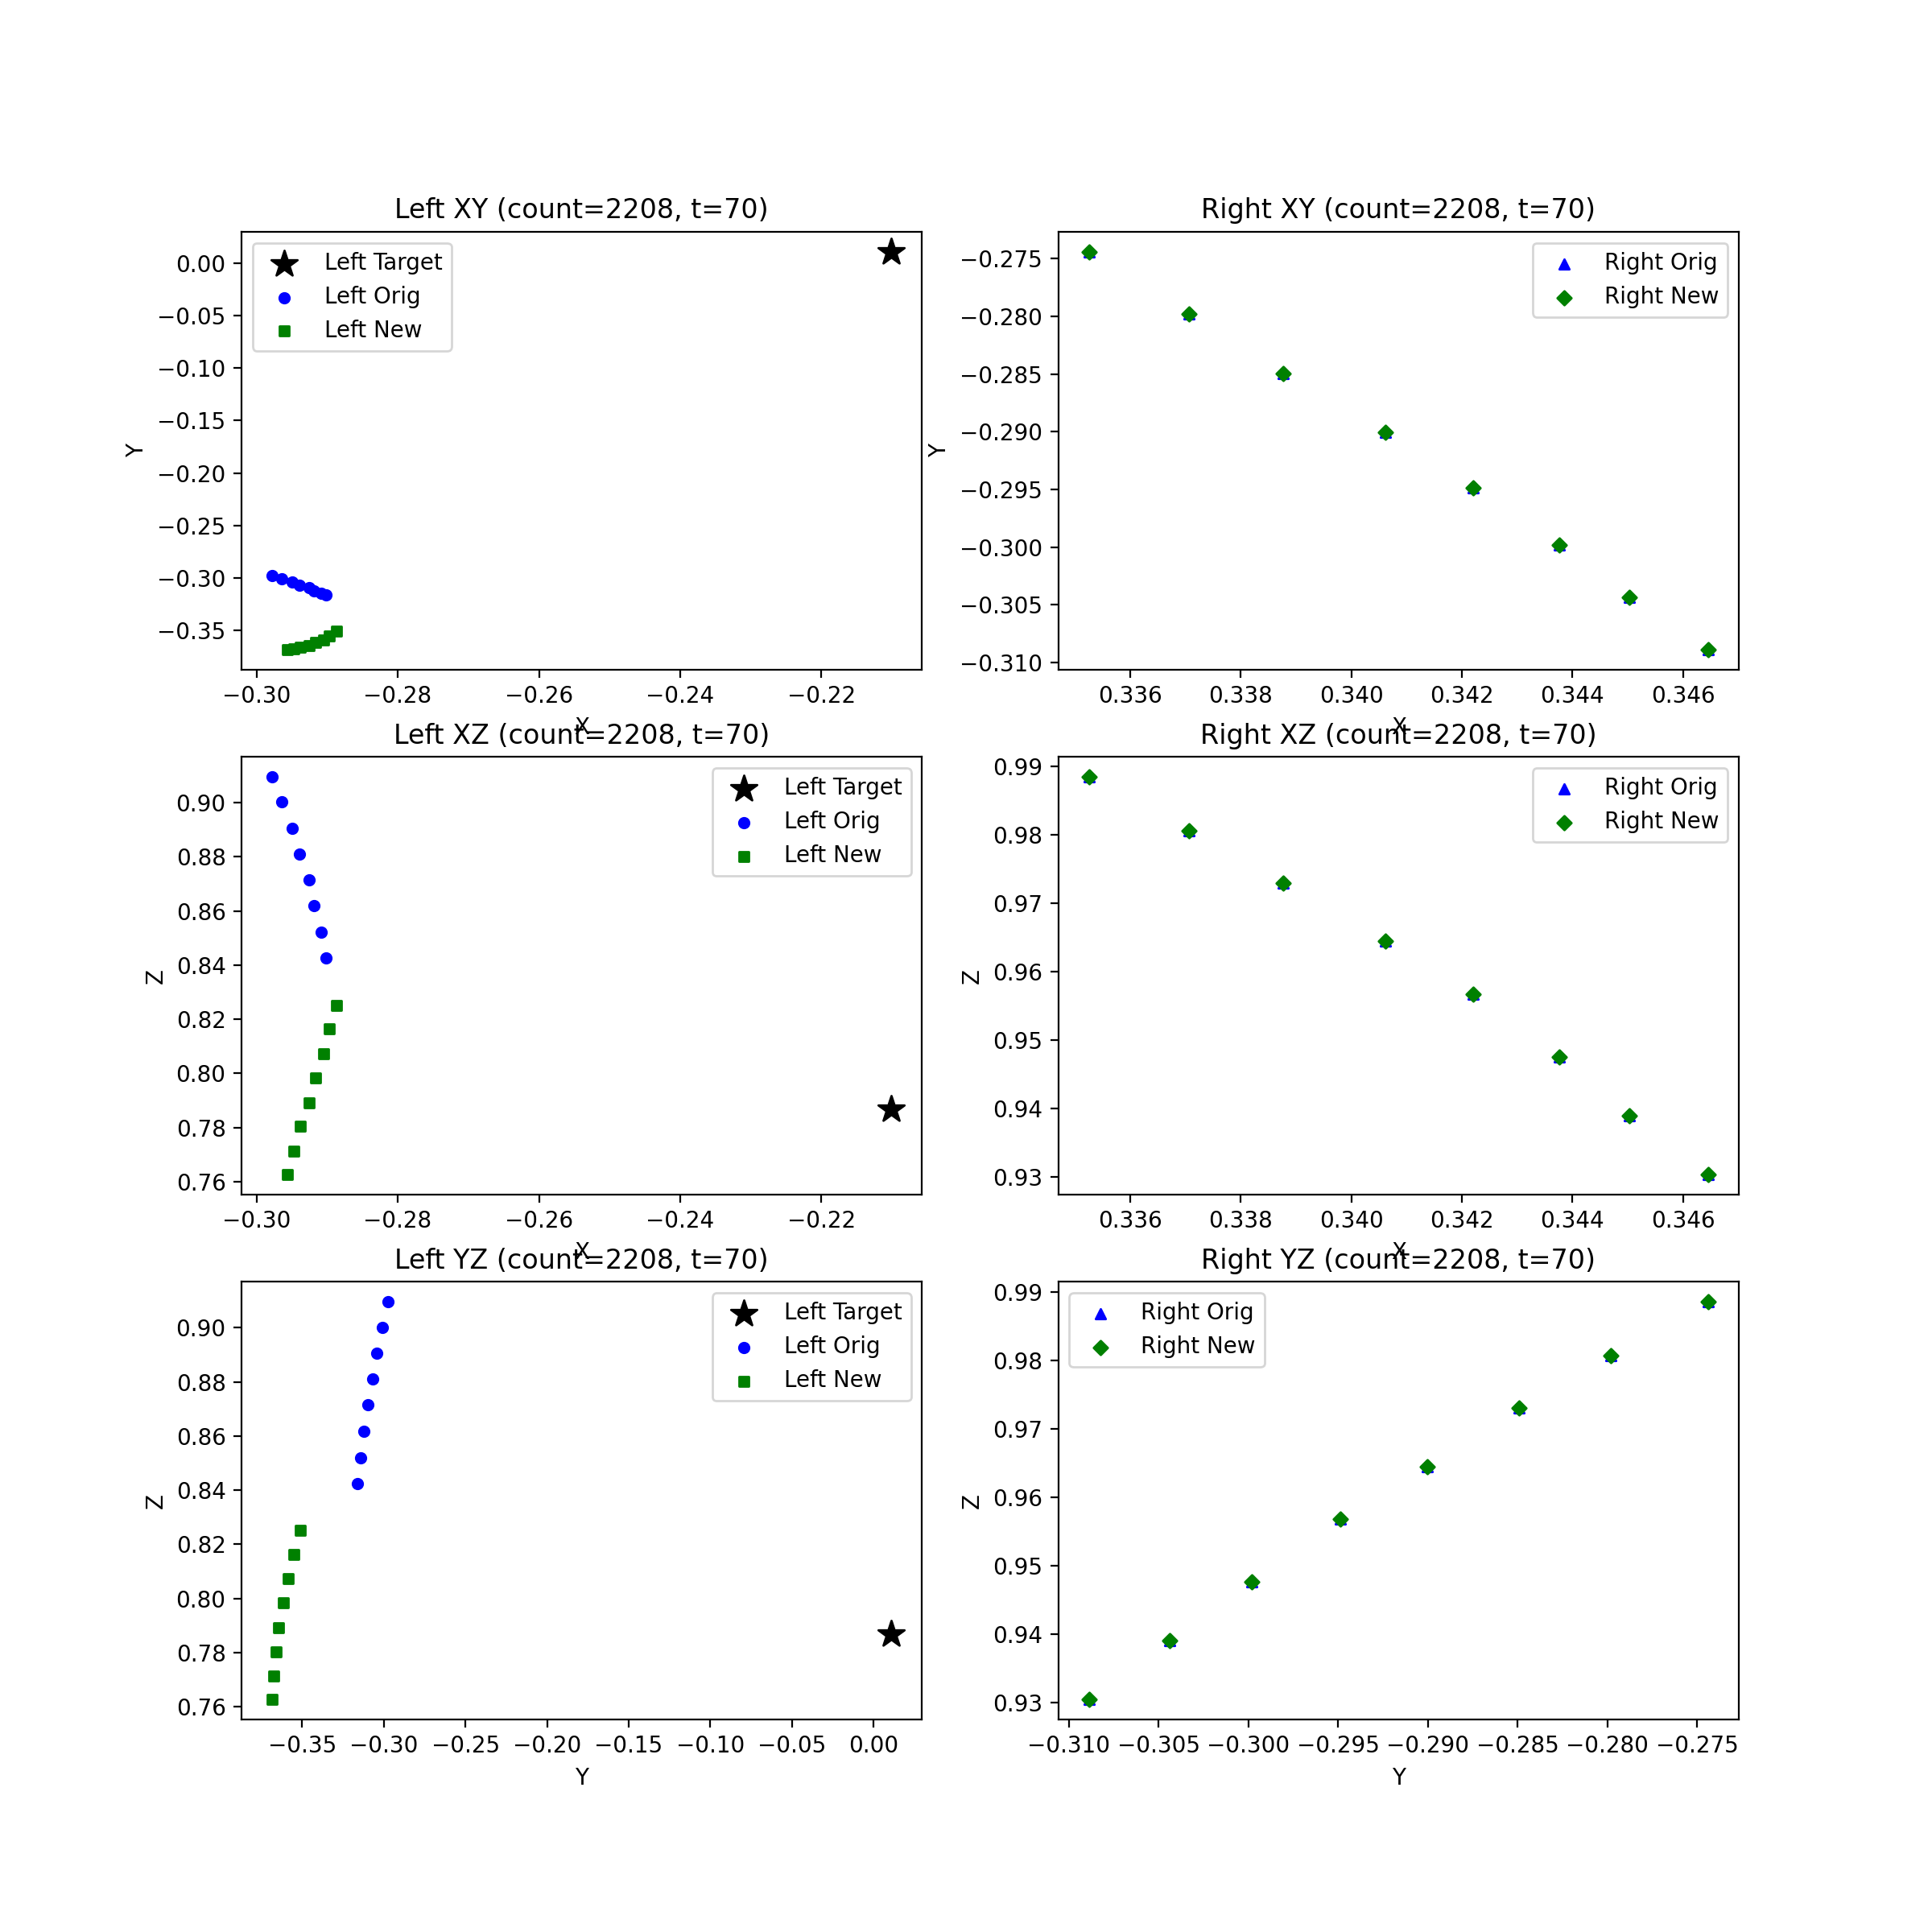 Left XY (count=2208, t=70)
Left Target
Left Orig
Left New
0.00
−0.05
−0.10
−0.15
−0.20
−0.25
−0.30
−0.35
Y
−0.30
−0.28
−0.26
−0.24
−0.22
X
Right XY (count=2208, t=70)
Right Orig
Right New
−0.275
−0.280
−0.285
−0.290
−0.295
−0.300
−0.305
−0.310
Y
0.336
0.338
0.340
0.342
0.344
0.346
X
Left XZ (count=2208, t=70)
Left Target
Left Orig
Left New
0.90
0.88
0.86
0.84
0.82
0.80
0.78
0.76
Z
−0.30
−0.28
−0.26
−0.24
−0.22
X
Right XZ (count=2208, t=70)
Right Orig
Right New
0.99
0.98
0.97
0.96
0.95
0.94
0.93
Z
0.336
0.338
0.340
0.342
0.344
0.346
X
Left YZ (count=2208, t=70)
Left Target
Left Orig
Left New
0.90
0.88
0.86
0.84
0.82
0.80
0.78
0.76
Z
−0.35
−0.30
−0.25
−0.20
−0.15
−0.10
−0.05
0.00
Y
Right YZ (count=2208, t=70)
Right Orig
Right New
0.99
0.98
0.97
0.96
0.95
0.94
0.93
Z
−0.310
−0.305
−0.300
−0.295
−0.290
−0.285
−0.280
−0.275
Y